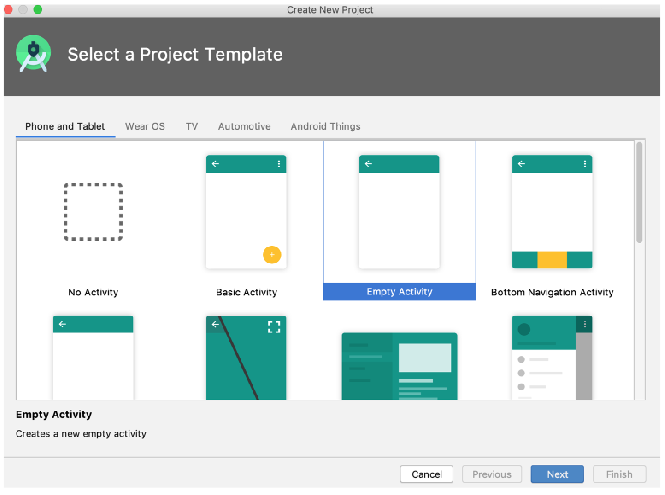 Create New Project
Select a Project Template
Phone and Tablet Wear OS TV Automotive Android Things
No Activity Basic Activity Empty Activity Bottom Navigation Activity
Empty Activity
Creates a new empty activity
Cancel Previous Next Finish